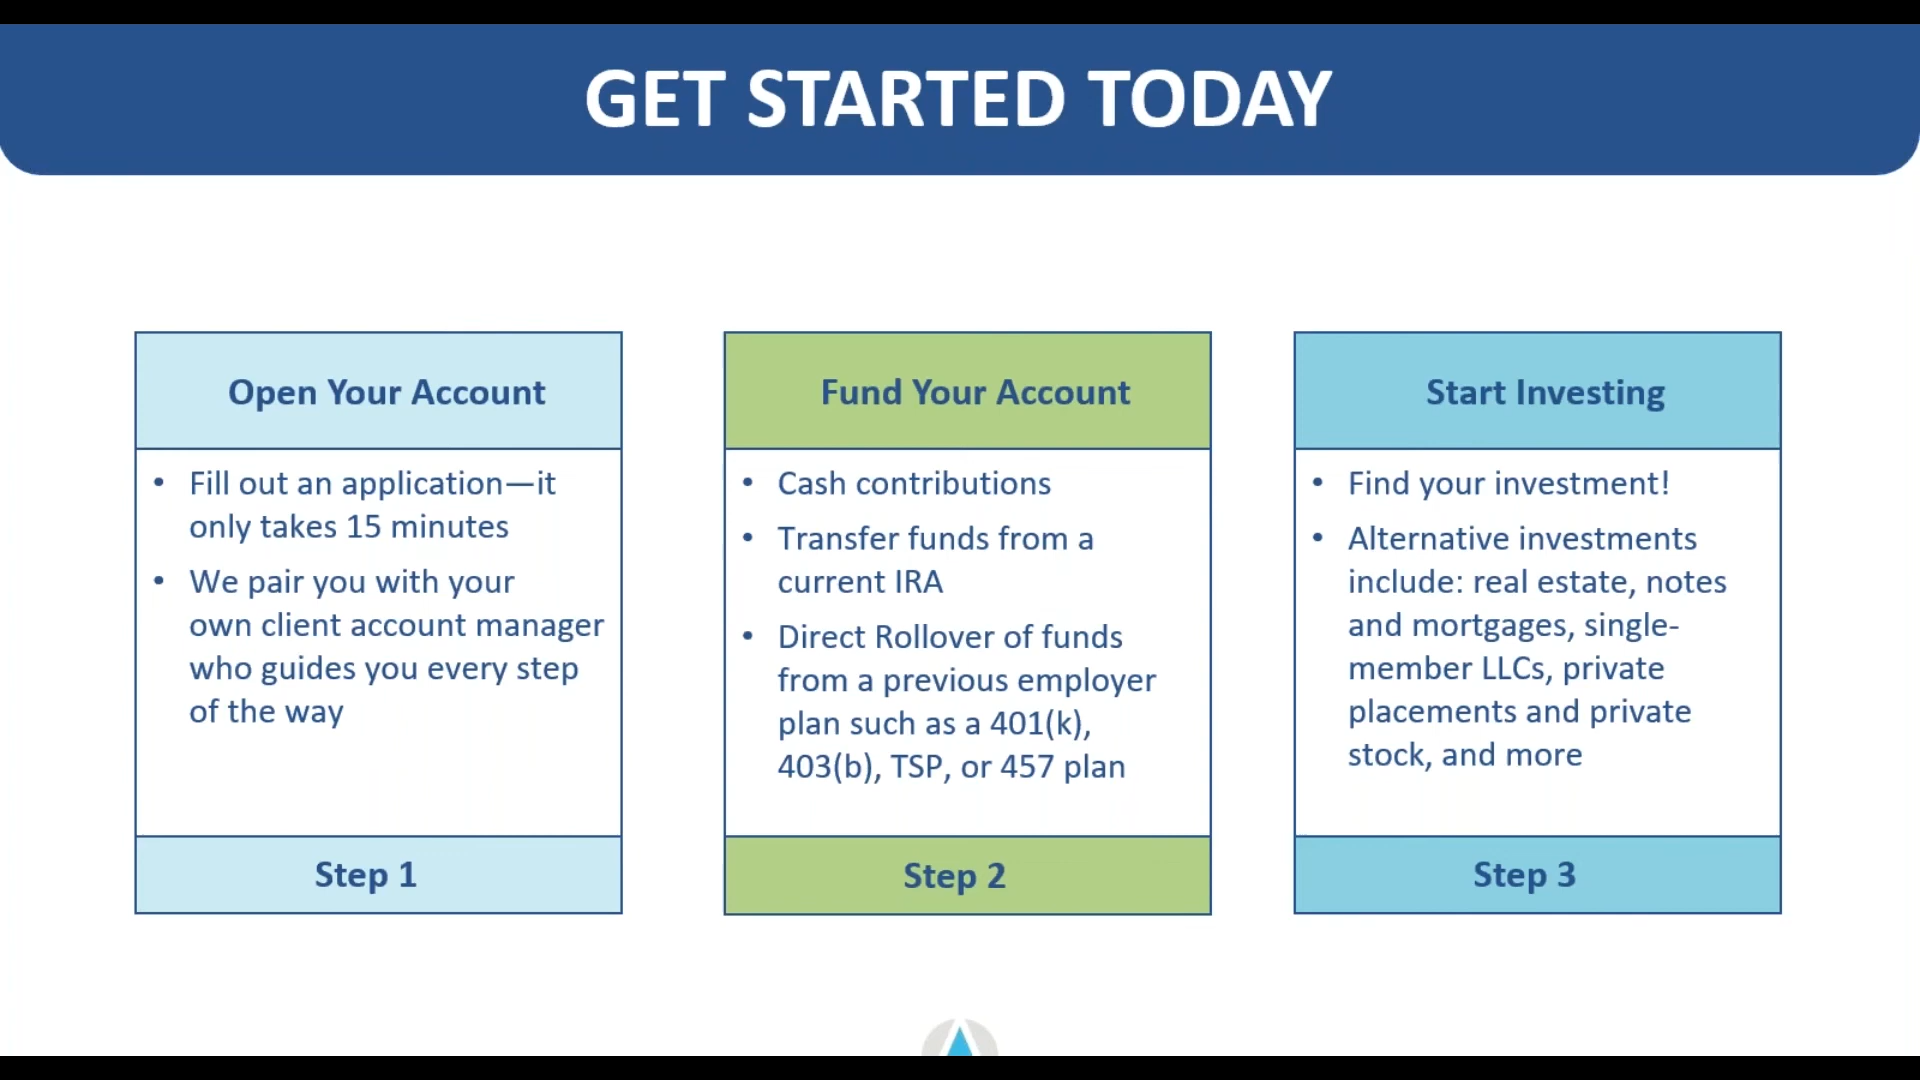 GET STARTED TODAY
Open Your Account
• Fill out an application—it
only takes 15 minutes
• We pair you with your
own client account manager
who guides you every step
of the way
Step 1
Fund Your Account
• Cash contributions
• Transfer funds from a
current IRA
• Direct Rollover of funds
from a previous employer
plan such as a 401(k),
403(b), TSP, or 457 plan
Step 2
Start Investing
• Find your investment!
• Alternative investments
include: real estate, notes
and mortgages, single-
member LLCs, private
placements and private
stock, and more
Step 3